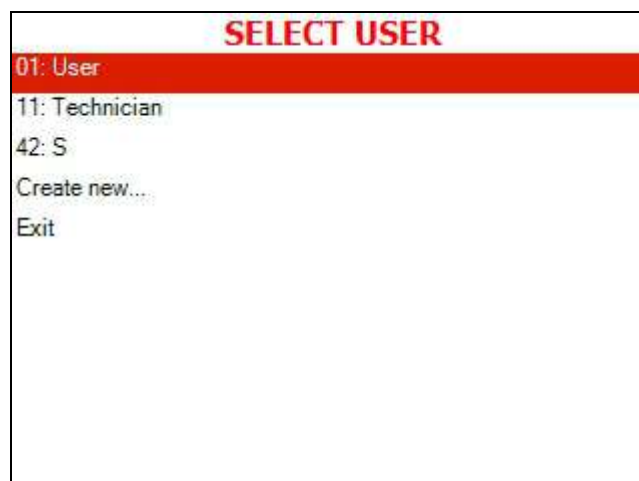 SELECT USER
01: User
11: Technician
42: S
Create new...
Exit